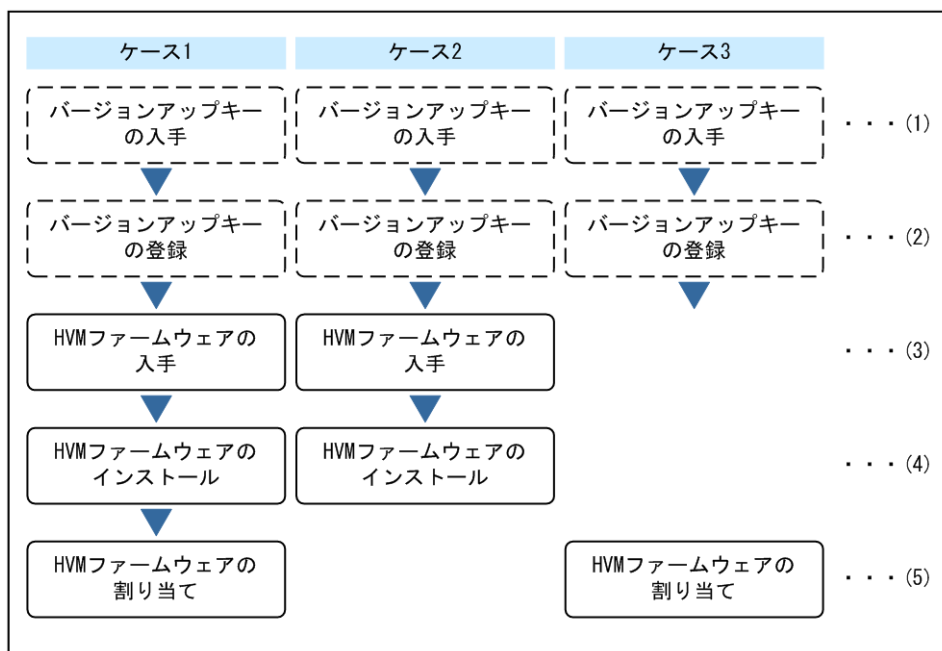 ケース1
ケース2
ケース3
バージョンアップキー
の入手
バージョンアップキー
の入手
バージョンアップキー
の入手
・・・(1)
バージョンアップキー
の登録
バージョンアップキー
の登録
バージョンアップキー
の登録
・・・(2)
HVMファームウェアの
入手
HVMファームウェアの
入手
・・・(3)
HVMファームウェアの
インストール
HVMファームウェアの
インストール
・・・(4)
HVMファームウェアの
割り当て
HVMファームウェアの
割り当て
・・・(5)